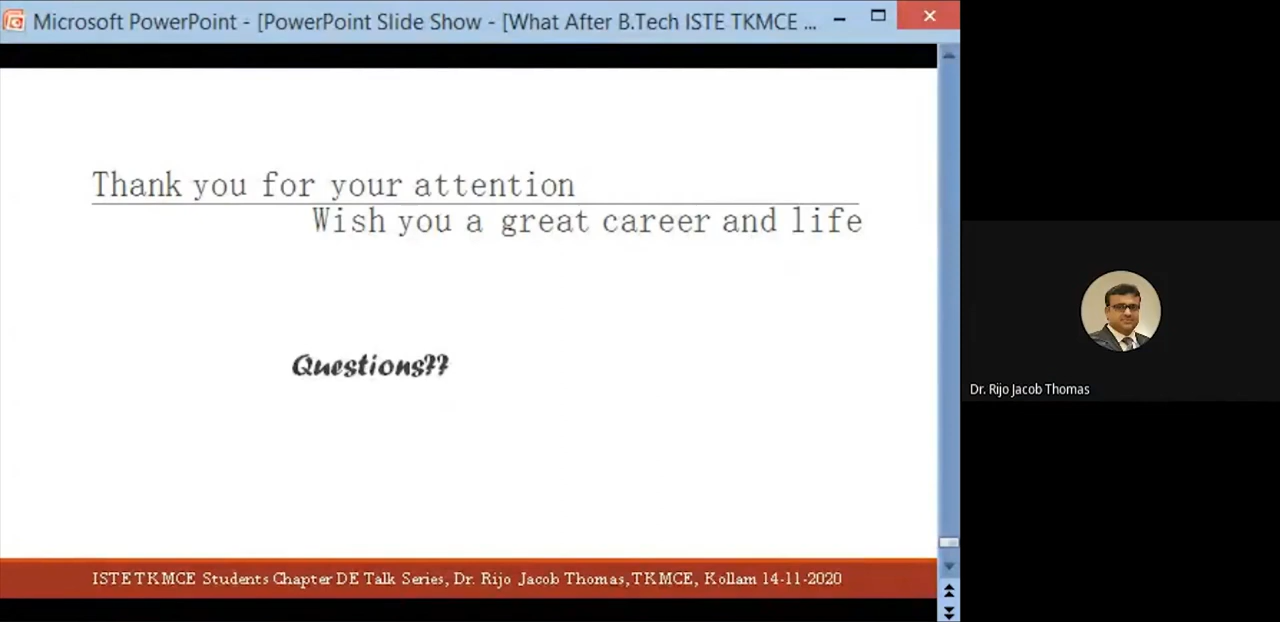 Microsoft PowerPoint - [PowerPoint Slide Show - [What After B.Tech ISTE TKMCE ...
Thank you for your attention
Wish you a great career and life
Questions??
Dr. Rijo Jacob Thomas
ISTE TKMCE Students Chapter DE Talk Series, Dr. Rijo Jacob Thomas, TKMCE, Kollam 14-11-2020